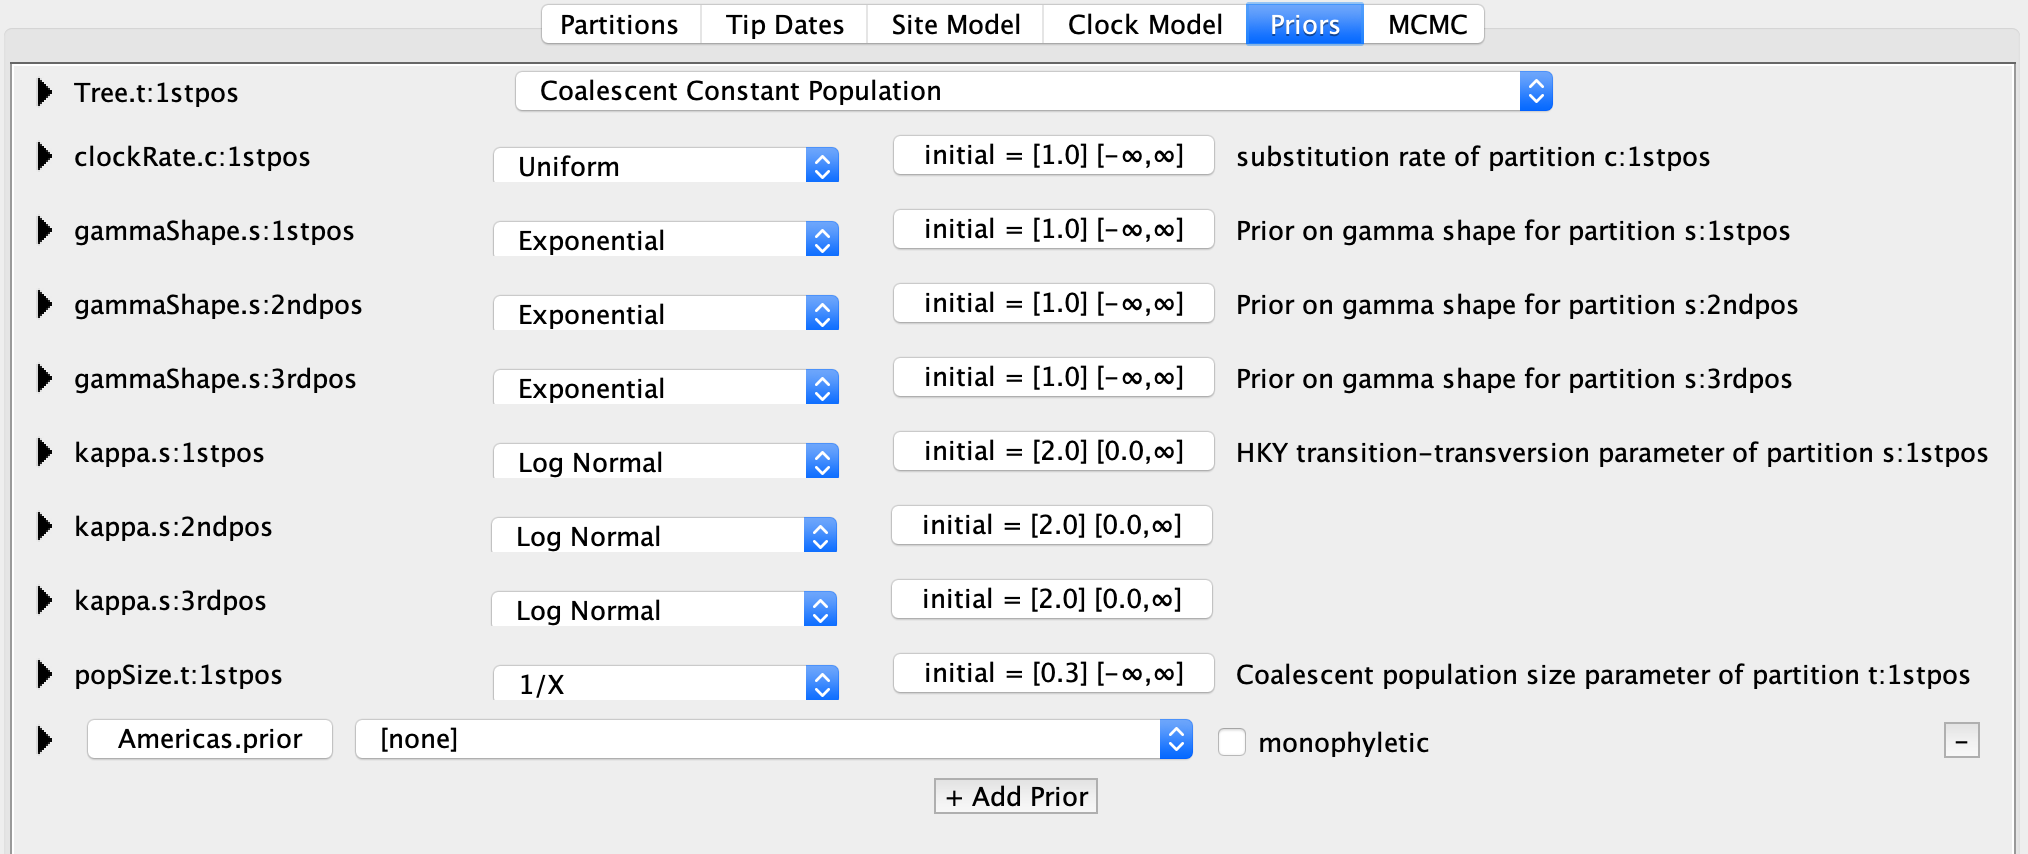 Partitions Tip Dates Site Model Clock Model Priors MCMC
Tree.t:1stpos Coalescent Constant Population
clockRate.c:1stpos Uniform initial = [1.0] [-∞,∞] substitution rate of partition c:1stpos
gammaShape.s:1stpos Exponential initial = [1.0] [-∞,∞] Prior on gamma shape for partition s:1stpos
gammaShape.s:2ndpos Exponential initial = [1.0] [-∞,∞] Prior on gamma shape for partition s:2ndpos
gammaShape.s:3rdpos Exponential initial = [1.0] [-∞,∞] Prior on gamma shape for partition s:3rdpos
kappa.s:1stpos Log Normal initial = [2.0] [0.0,∞] HKY transition-transversion parameter of partition s:1stpos
kappa.s:2ndpos Log Normal initial = [2.0] [0.0,∞]
kappa.s:3rdpos Log Normal initial = [2.0] [0.0,∞]
popSize.t:1stpos 1/X initial = [0.3] [-∞,∞] Coalescent population size parameter of partition t:1stpos
Americas.prior [none] monophyletic -
+ Add Prior